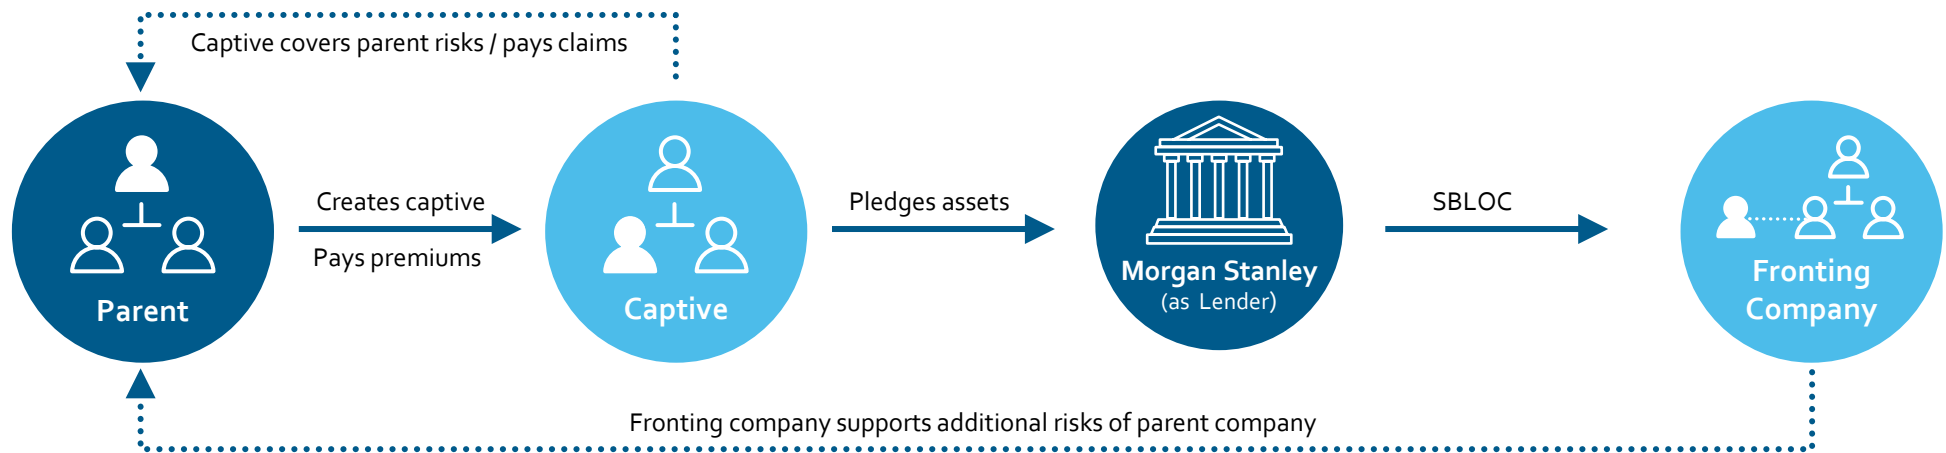 Captive covers parent risks / pays claims
Creates captive
Pays premiums
Parent
Captive
Pledges assets
Morgan Stanley
(as Lender)
SBLOC
Fronting
Company
Fronting company supports additional risks of parent company